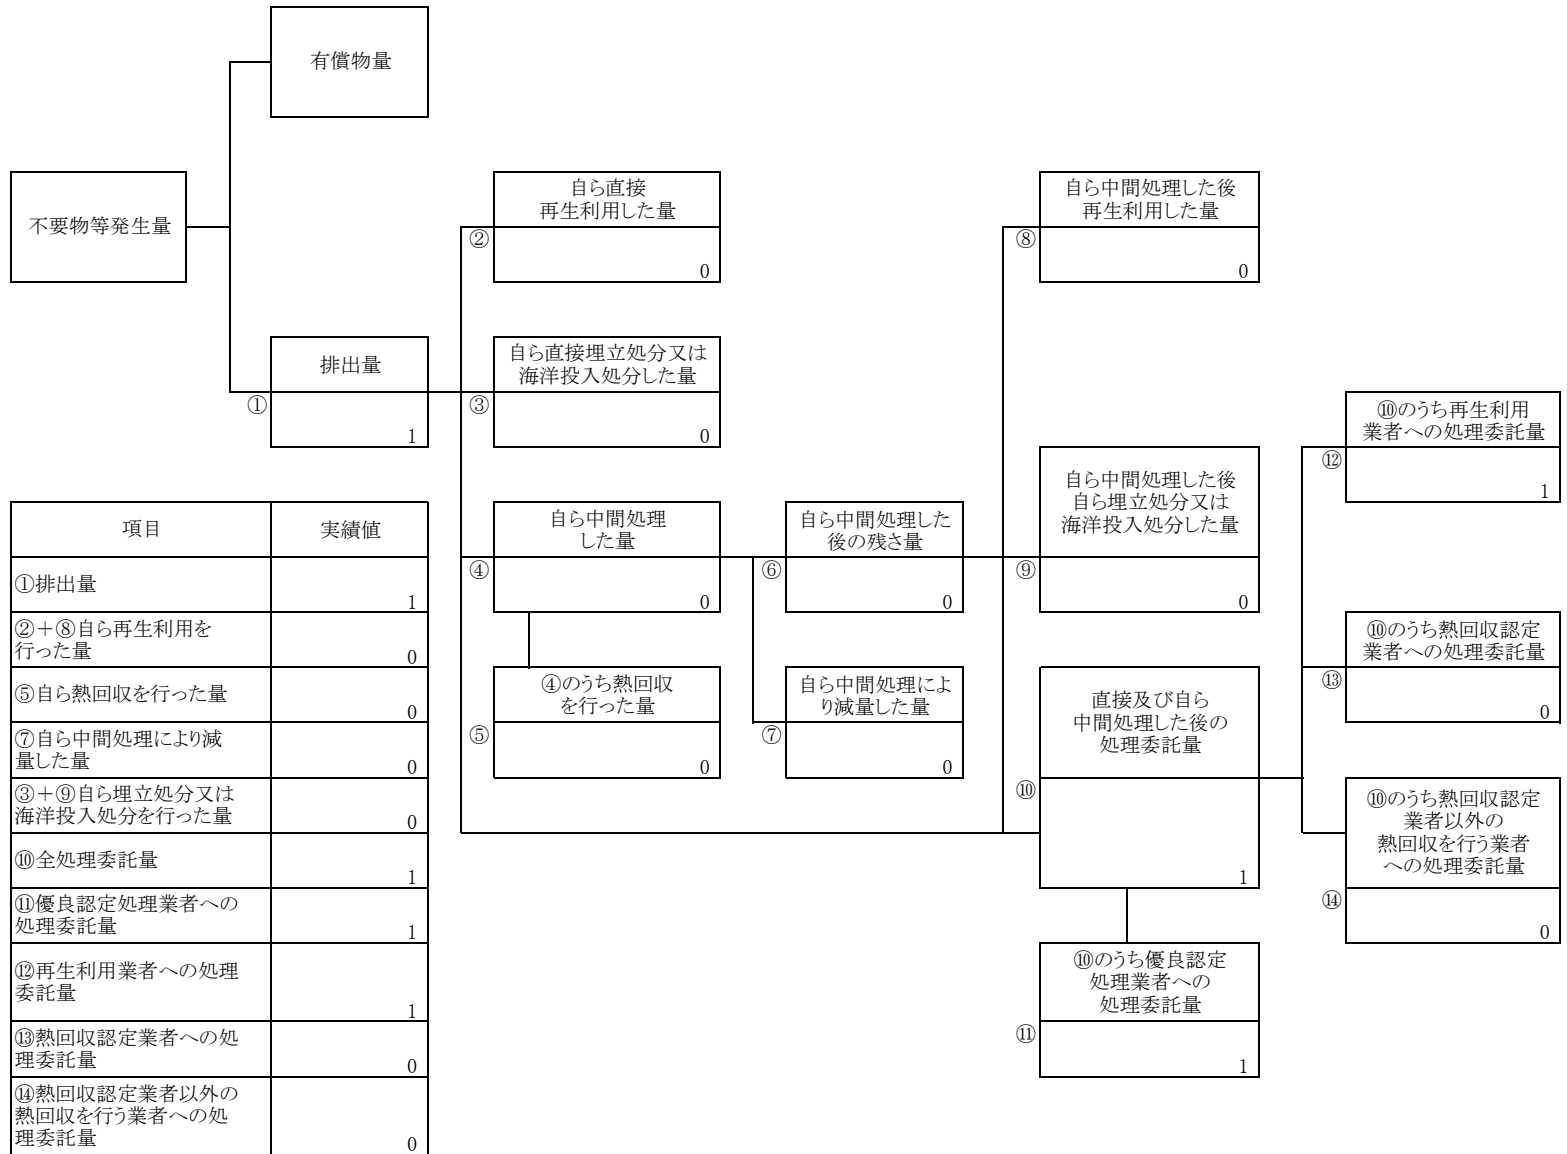 有償物量
不要物等発生量
自ら直接
再生利用した量
②
0
自ら中間処理した後
再生利用した量
⑧
0
排出量
①
1
自ら直接埋立処分又は
海洋投入処分した量
③
0
⑩のうち再生利用
業者への処理委託量
⑫
1
自ら中間処理
した量
④
0
自ら中間処理した
後の残さ量
⑥
0
自ら中間処理した後
自ら埋立処分又は
海洋投入処分した量
⑨
0
⑩のうち熱回収認定
業者への処理委託量
⑬
0
④のうち熱回収
を行った量
⑤
0
自ら中間処理によ
り減量した量
⑦
0
直接及び自ら
中間処理した後の
処理委託量
⑩
1
⑩のうち熱回収認定
業者以外の
熱回収を行う業者
への処理委託量
⑭
0
⑩のうち優良認定
処理業者への
処理委託量
⑪
1
項目 実績値
①排出量
1
②+⑧自ら再生利用を
行った量
0
⑤自ら熱回収を行った量
0
⑦自ら中間処理により減
量した量
0
③+⑨自ら埋立処分又は
海洋投入処分を行った量
0
⑩全処理委託量
1
⑪優良認定処理業者への
処理委託量
1
⑫再生利用業者への処理
委託量
1
⑬熱回収認定業者への処
理委託量
0
⑭熱回収認定業者以外の
熱回収を行う業者への処
理委託量
0